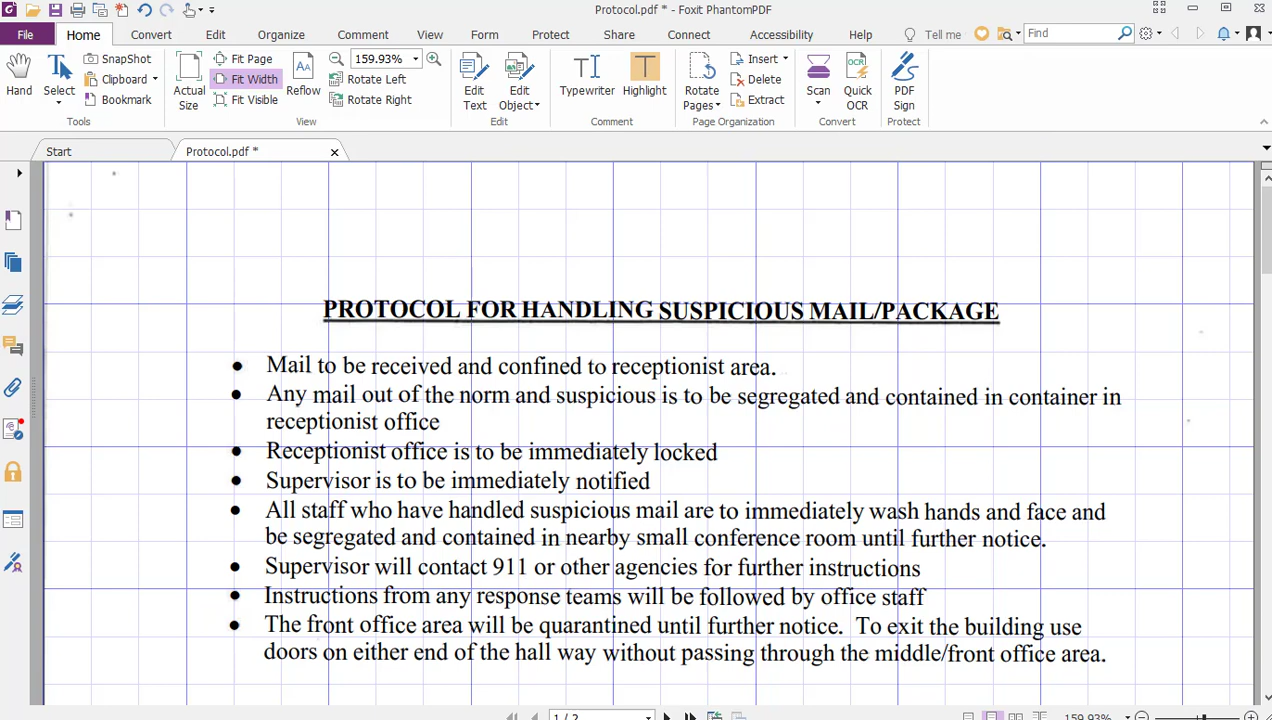 Protocol.pdf * - Foxit PhantomPDF
File Home Convert Edit Organize Comment View Form Protect Share Connect Accessibility Help Tell me Find
Hand
Select
SnapShot
Clipboard
Bookmark
Tools
Actual Size
Fit Page
Fit Width
Fit Visible
Reflow
159.93%
Rotate Left
Rotate Right
View
Edit Text
Edit Object
Edit
Typewriter
Highlight
Comment
Rotate Pages
Insert
Delete
Extract
Page Organization
Scan
OCR
Quick OCR
Convert
PDF Sign
Protect
Start Protocol.pdf *
PROTOCOL FOR HANDLING SUSPICIOUS MAIL/PACKAGE
• Mail to be received and confined to receptionist area.
• Any mail out of the norm and suspicious is to be segregated and contained in container in
receptionist office
• Receptionist office is to be immediately locked
• Supervisor is to be immediately notified
• All staff who have handled suspicious mail are to immediately wash hands and face and
be segregated and contained in nearby small conference room until further notice.
• Supervisor will contact 911 or other agencies for further instructions
• Instructions from any response teams will be followed by office staff
• The front office area will be quarantined until further notice. To exit the building use
doors on either end of the hall way without passing through the middle/front office area.
1 / 2 159.93%